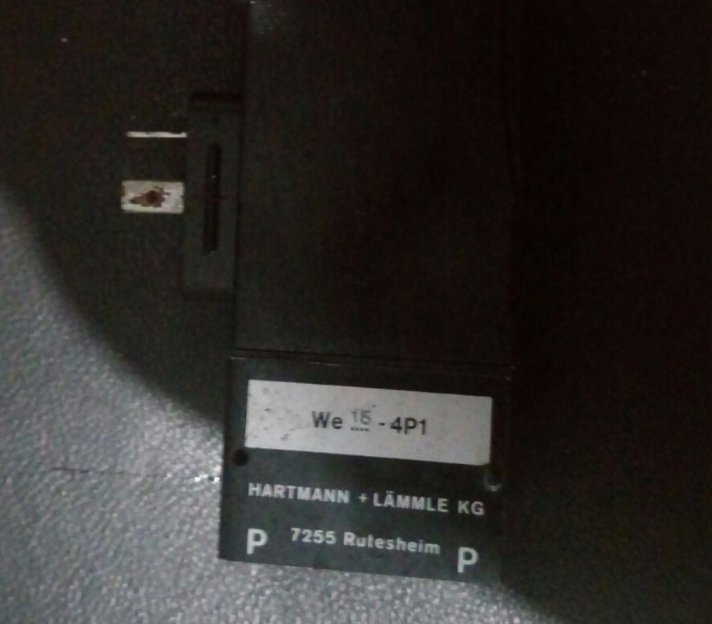 We 15 - 4P1
HARTMANN + LÄMMLE KG
P 7255 Rutesheim P